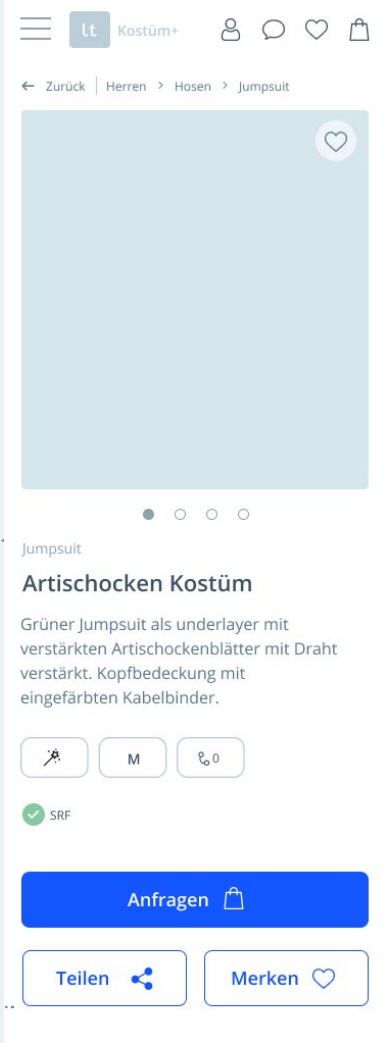 lt Kostüm+
← Zurück | Herren > Hosen > Jumpsuit
Jumpsuit
Artischocken Kostüm
Grüner Jumpsuit als underlayer mit
verstärkten Artischockenblätter mit Draht
verstärkt. Kopfbedeckung mit
eingefärbten Kabelbinder.
M 0
SRF
Anfragen
Teilen Merken